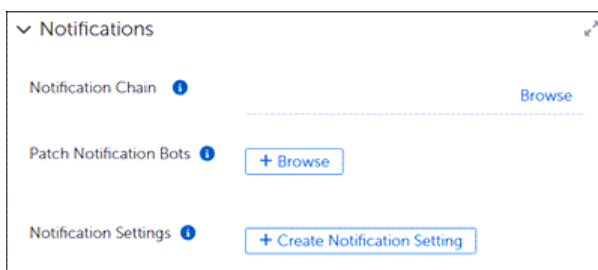 Notifications
Notification Chain
Browse
Patch Notification Bots
+ Browse
Notification Settings
+ Create Notification Setting